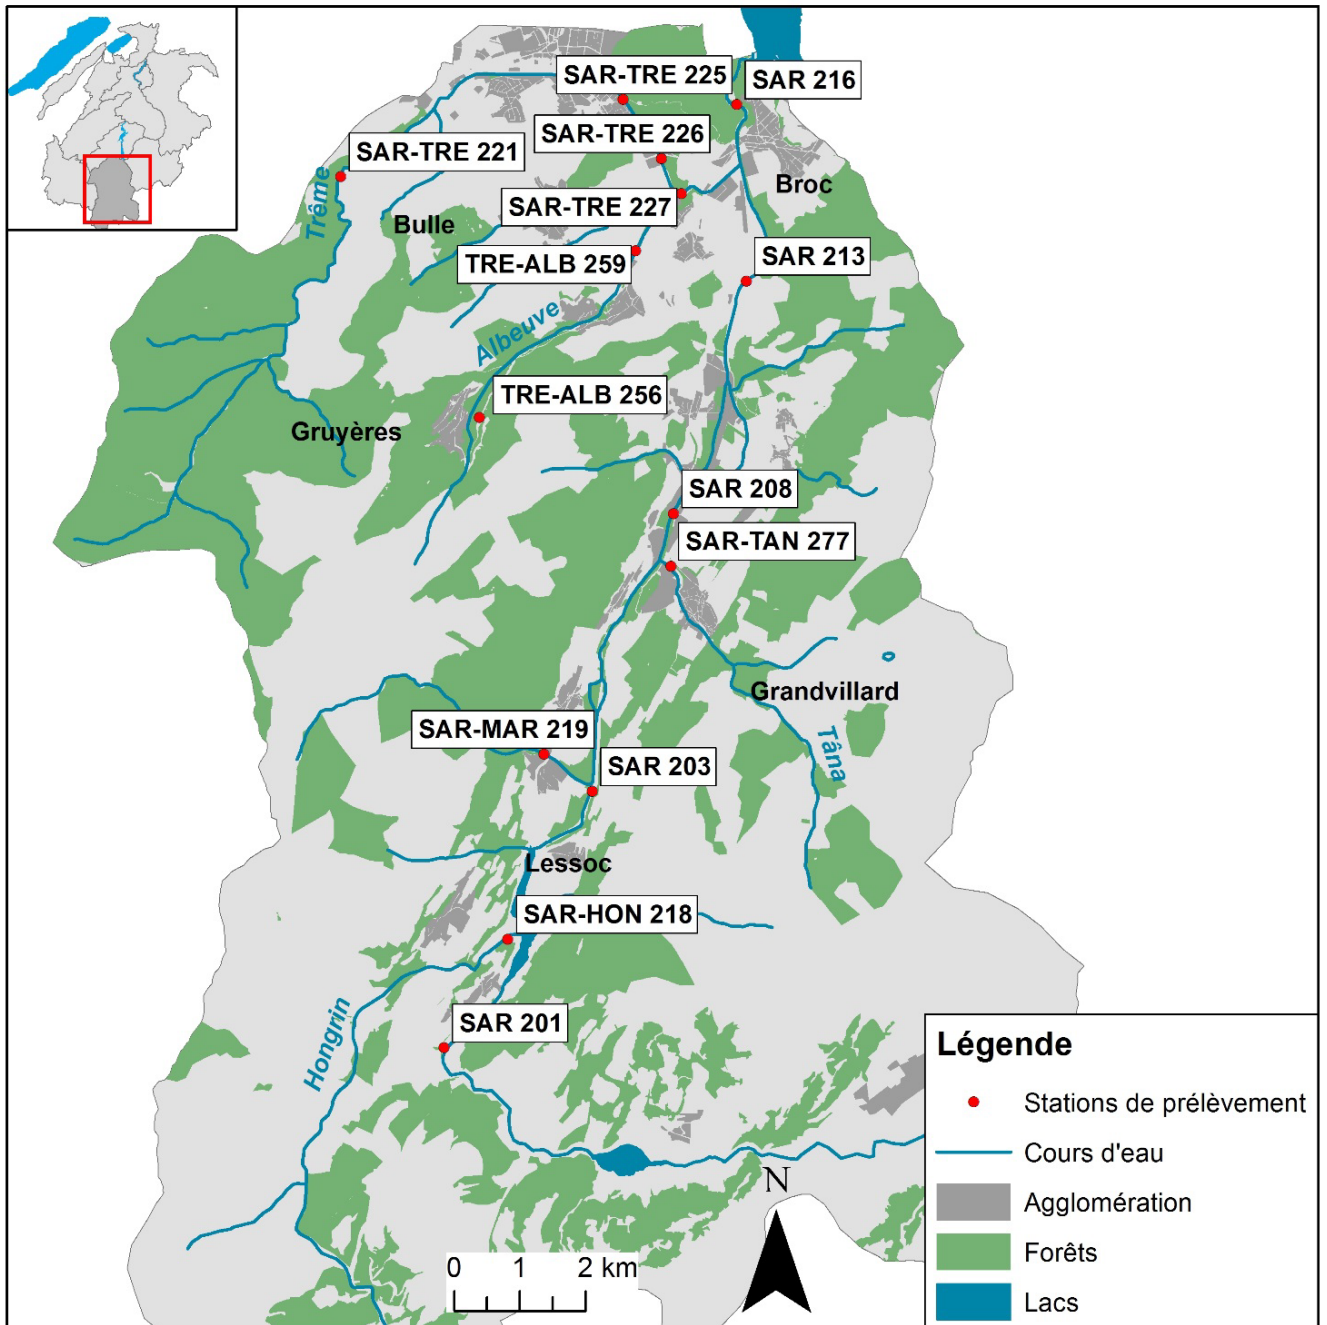 SAR-TRE 225
SAR 216
SAR-TRE 226
SAR-TRE 221
Broc
Trême
SAR-TRE 227
Bulle
TRE-ALB 259
SAR 213
Albeuve
TRE-ALB 256
Gruyères
SAR 208
SAR-TAN 277
Grandvillard
SAR-MAR 219
Tâna
SAR 203
Lessoc
SAR-HON 218
Hongrin
SAR 201
Légende
Stations de prélèvement
Cours d'eau
Agglomération
Forêts
Lacs
N
0 1 2 km